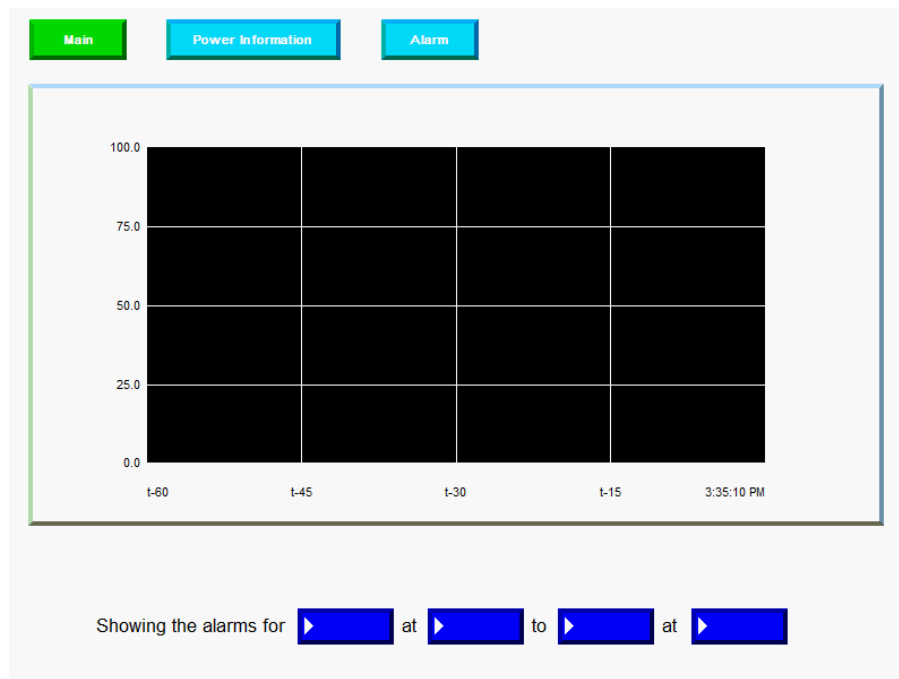 Main Power Information Alarm
100.0
75.0
50.0
25.0
0.0
t-60 t-45 t-30 t-15 3:35:10 PM
Showing the alarms for at to at